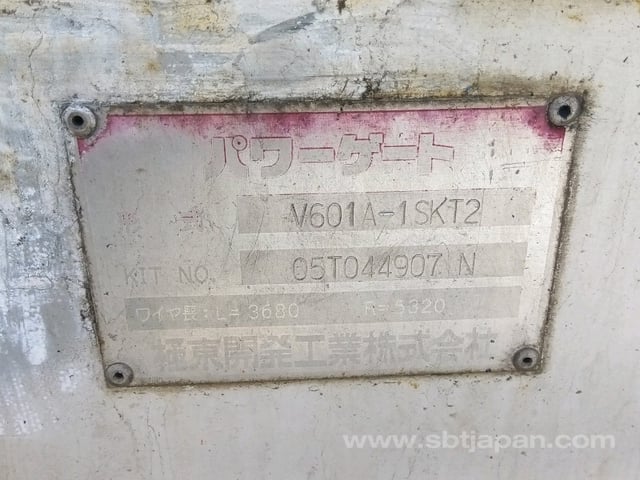 パワーゲート
V601A-1SKT2
KIT NO. 05T044907 N
ワイヤ長:L=3680 R=5320
極東開発工業株式会社
www.sbtjapan.com